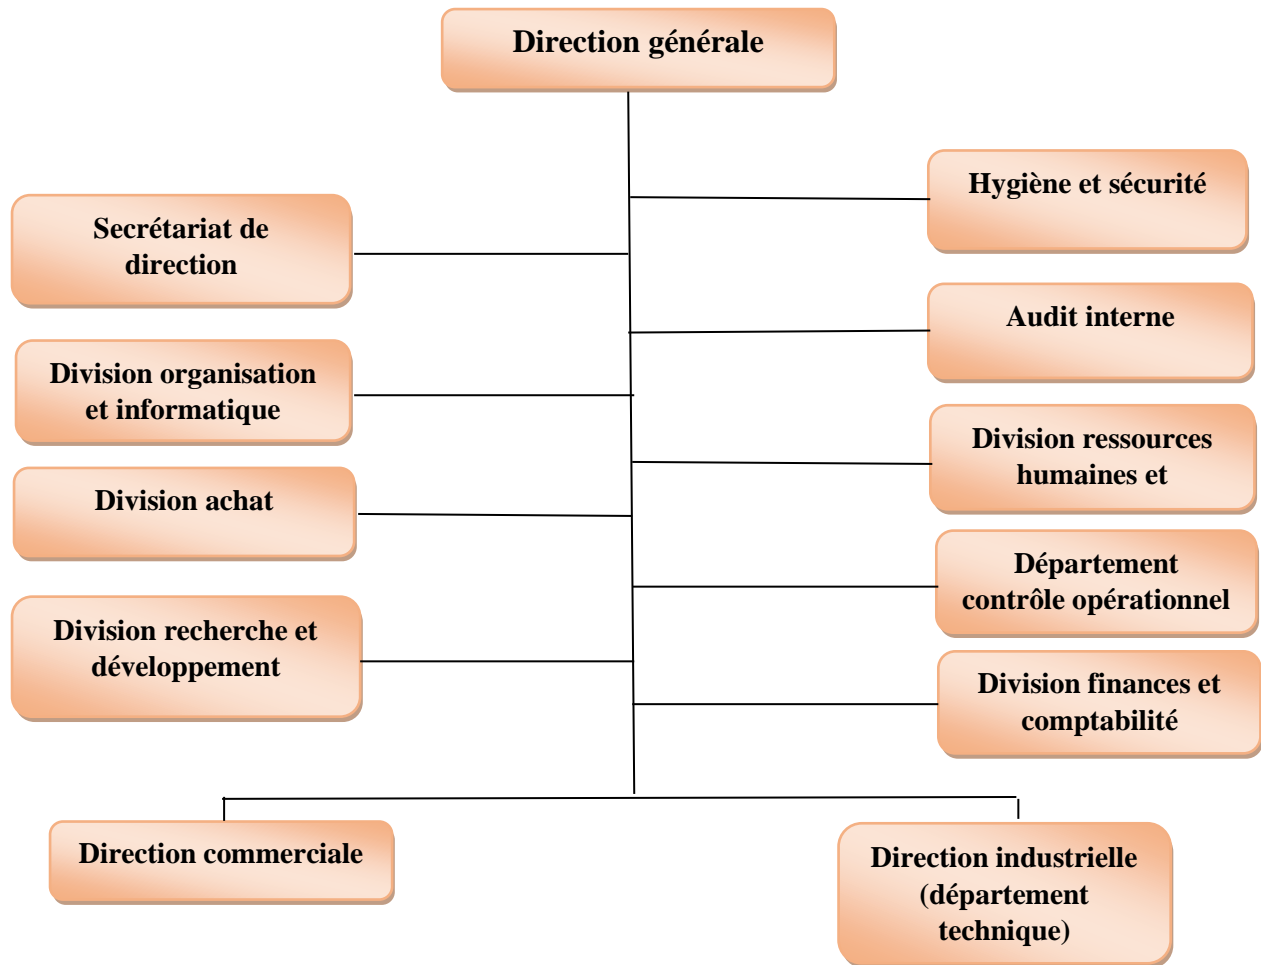 Direction générale
Hygiène et sécurité
Secrétariat de
direction
Audit interne
Division organisation
et informatique
Division ressources
humaines et
Division achat
Département
contrôle opérationnel
Division recherche et
développement
Division finances et
comptabilité
Direction commerciale
Direction industrielle
(département
technique)